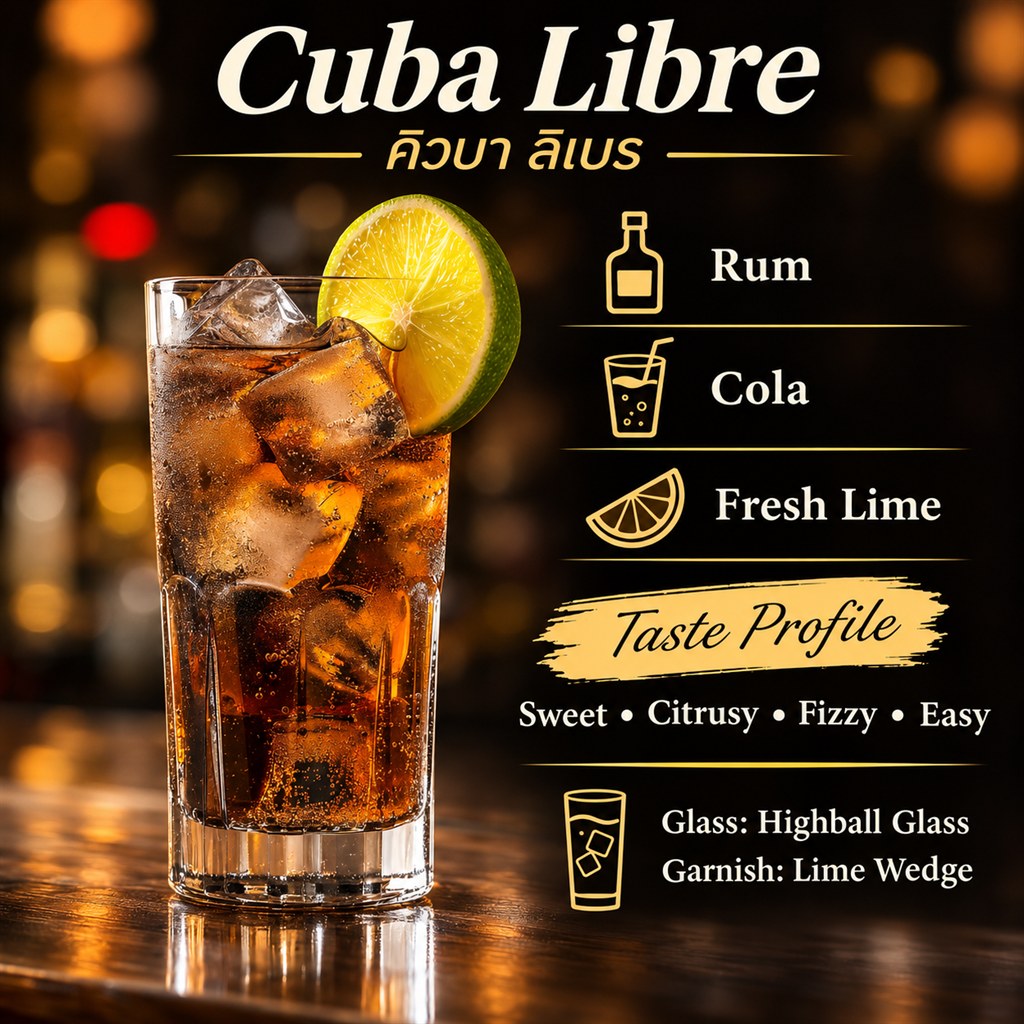 Cuba Libre
คิวบา ลิเบร
Rum
Cola
Fresh Lime
Taste Profile
Sweet • Citrusy • Fizzy • Easy
Glass: Highball Glass
Garnish: Lime Wedge